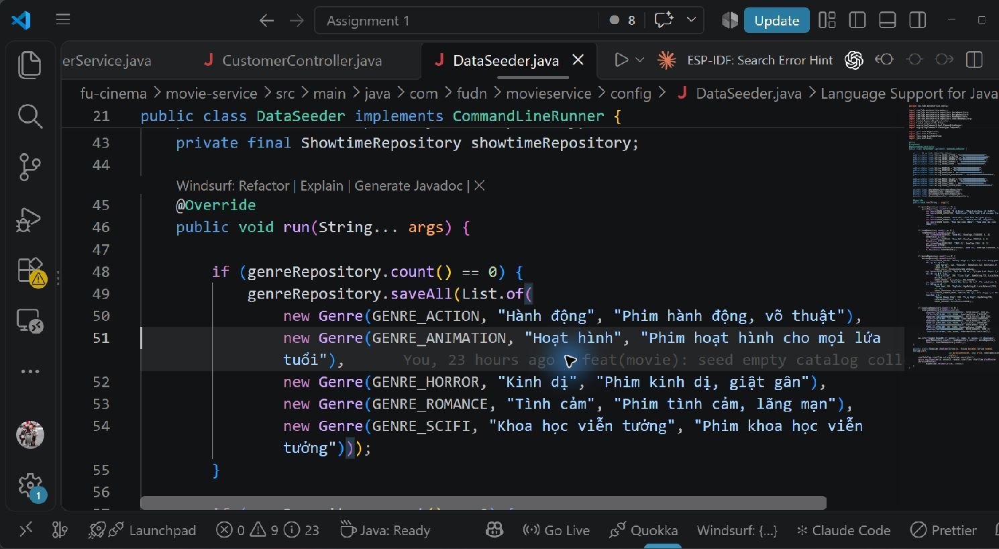 Assignment 1
8
Update
erService.java
J CustomerController.java
J DataSeeder.java
ESP-IDF: Search Error Hint
fu-cinema > movie-service > src > main > java > com > fudn > movieservice > config > J DataSeeder.java > Language Support for Java
21 public class DataSeeder implements CommandLineRunner {
43 private final ShowtimeRepository showtimeRepository;
44
Windsurf: Refactor | Explain | Generate Javadoc | X
45 @Override
46 public void run(String... args) {
47
48 if (genreRepository.count() == 0) {
49 genreRepository.saveAll(List.of(
50 new Genre(GENRE_ACTION, "Hành động", "Phim hành động, võ thuật"),
51 new Genre(GENRE_ANIMATION, "Hoạt hình", "Phim hoạt hình cho mọi lứa
tuổi"), You, 23 hours ago feat(movie): seed empty catalog coll
52 new Genre(GENRE_HORROR, "Kinh dị", "Phim kinh dị, giật gân"),
53 new Genre(GENRE_ROMANCE, "Tình cảm", "Phim tình cảm, lãng mạn"),
54 new Genre(GENRE_SCIFI, "Khoa học viễn tưởng", "Phim khoa học viễn
tưởng")));
55 }
56
1
Launchpad
0 9 23
Java: Ready
Go Live
Quokka
Windsurf: {...}
Claude Code
Prettier